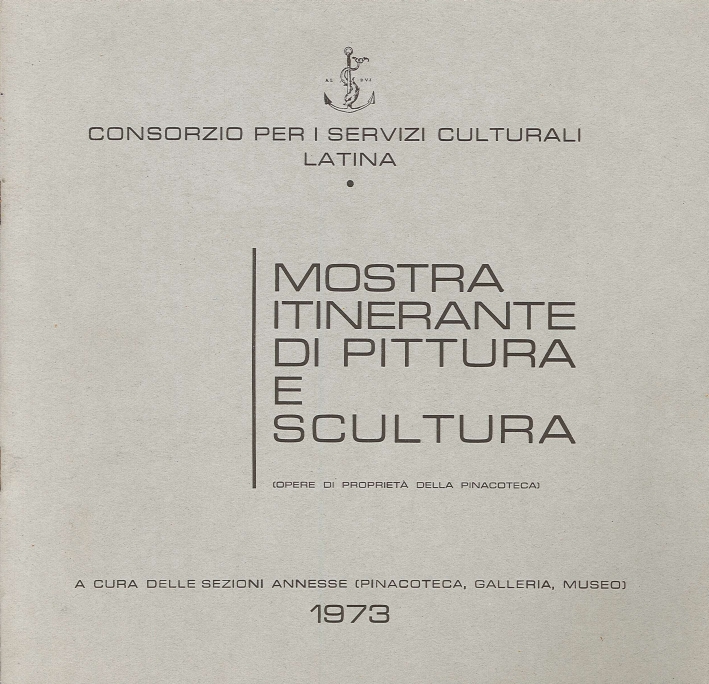 CONSORZIO PER I SERVIZI CULTURALI
LATINA
MOSTRA
ITINERANTE
DI PITTURA
E
SCULTURA
(OPERE DI PROPRIETÀ DELLA PINACOTECA)
A CURA DELLE SEZIONI ANNESSE (PINACOTECA, GALLERIA, MUSEO)
1973